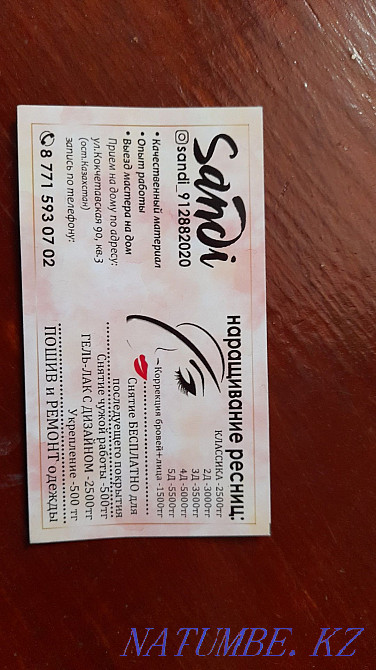 Sandi
sandi_912882020
• Качественный материал
• Опыт работы
• Выезд мастера на дом
Прием на дому по адресу:
ул.Кокчетавская 90, кв.3
(ост.Казахстан)
запись по телефону:
8 771 593 07 02
наращивание ресниц:
КЛАССИКА -2500тг
2Д -3000тг
3Д -3500тг
4Д -5000тг
5Д -5500тг
~Коррекция бровей+лица -1500тг
Снятие БЕСПЛАТНО для
последующего покрытия
Снятие чужой работы -500тг
ГЕЛЬ-ЛАК С ДИЗАЙНОМ -2500тг
Укрепление -500 тг
ПОШИВ и РЕМОНТ одежды
NATUMBE.KZ